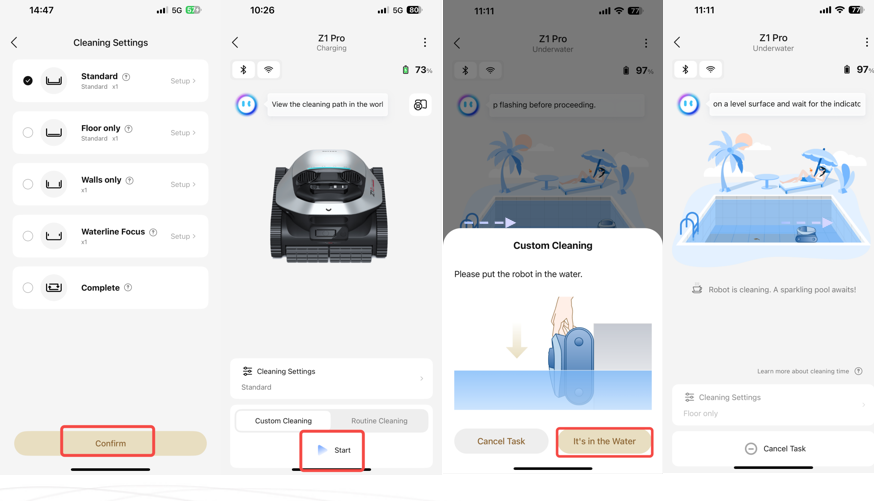 14:47
5G 57
Cleaning Settings
Standard
Standard x1
Setup
Floor only
Standard x1
Setup
Walls only
x1
Setup
Waterline Focus
x1
Setup
Complete
Confirm
10:26
5G 80
Z1 Pro
Charging
73%
View the cleaning path in the worl
Cleaning Settings
Standard
Custom Cleaning
Routine Cleaning
Start
11:11
77
Z1 Pro
Underwater
97%
p flashing before proceeding.
Custom Cleaning
Please put the robot in the water.
Cancel Task
It's in the Water
11:11
77
Z1 Pro
Underwater
97%
on a level surface and wait for the indicato
Robot is cleaning. A sparkling pool awaits!
Learn more about cleaning time
Cleaning Settings
Floor only
Cancel Task